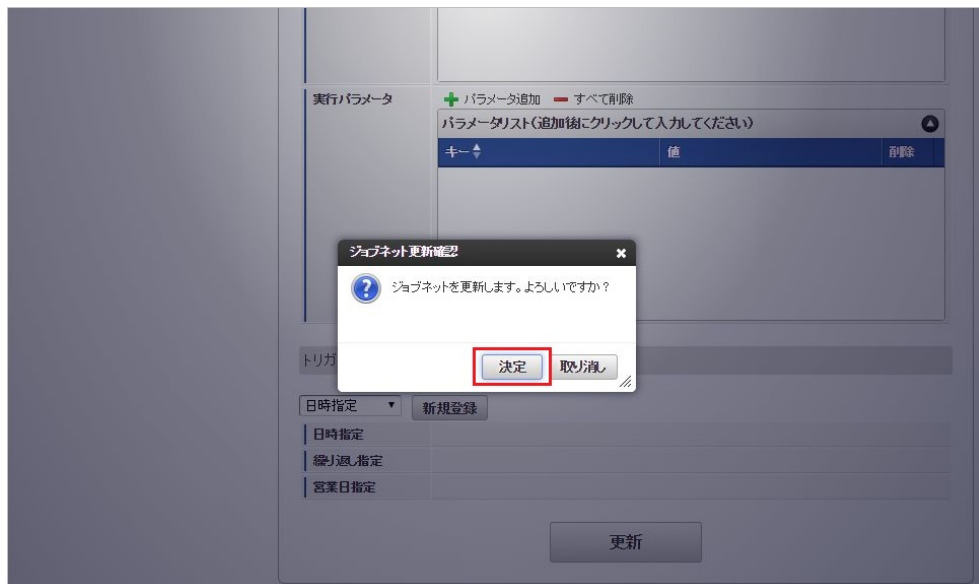 実行パラメータ
パラメータ追加 すべて削除
パラメータリスト(追加後にクリックして入力してください)
キー 値 削除
ジョブネット更新確認
ジョブネットを更新します。よろしいですか?
決定 取り消し
トリガ
日時指定 新規登録
日時指定
繰り返し指定
営業日指定
更新